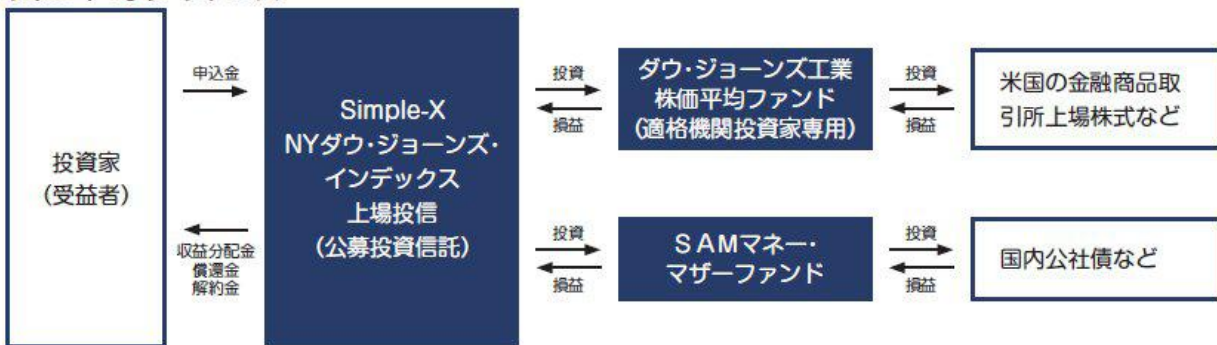 投資家
(受益者)
申込金
収益分配金
償還金
解約金
Simple-X
NYダウ・ジョーンズ・
インデックス
上場投信
(公募投資信託)
投資
損益
ダウ・ジョーンズ工業
株価平均ファンド
(適格機関投資家専用)
投資
損益
米国の金融商品取
引所上場株式など
投資
損益
SAMマネー・
マザーファンド
投資
損益
国内公社債など